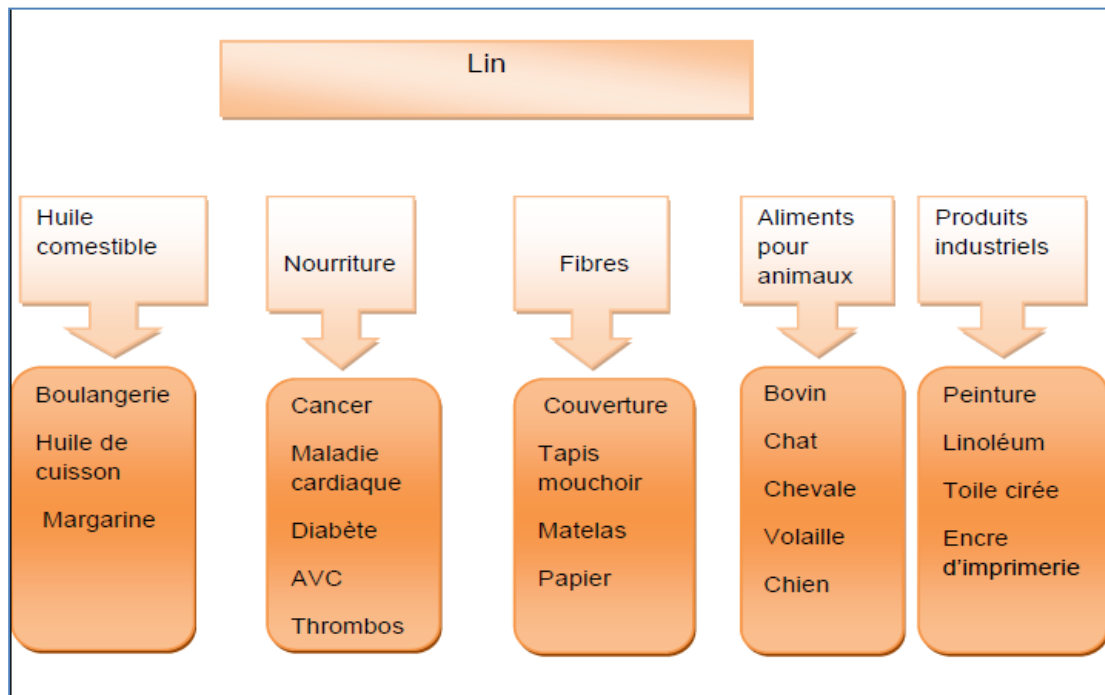 Lin
Huile
comestible
Nourriture
Fibres
Aliments
pour
animaux
Produits
industriels
Boulangerie
Huile de
cuisson
Margarine
Cancer
Maladie
cardiaque
Diabète
AVC
Thrombos
Couverture
Tapis
mouchoir
Matelas
Papier
Bovin
Chat
Chevale
Volaille
Chien
Peinture
Linoléum
Toile cirée
Encre
d'imprimerie